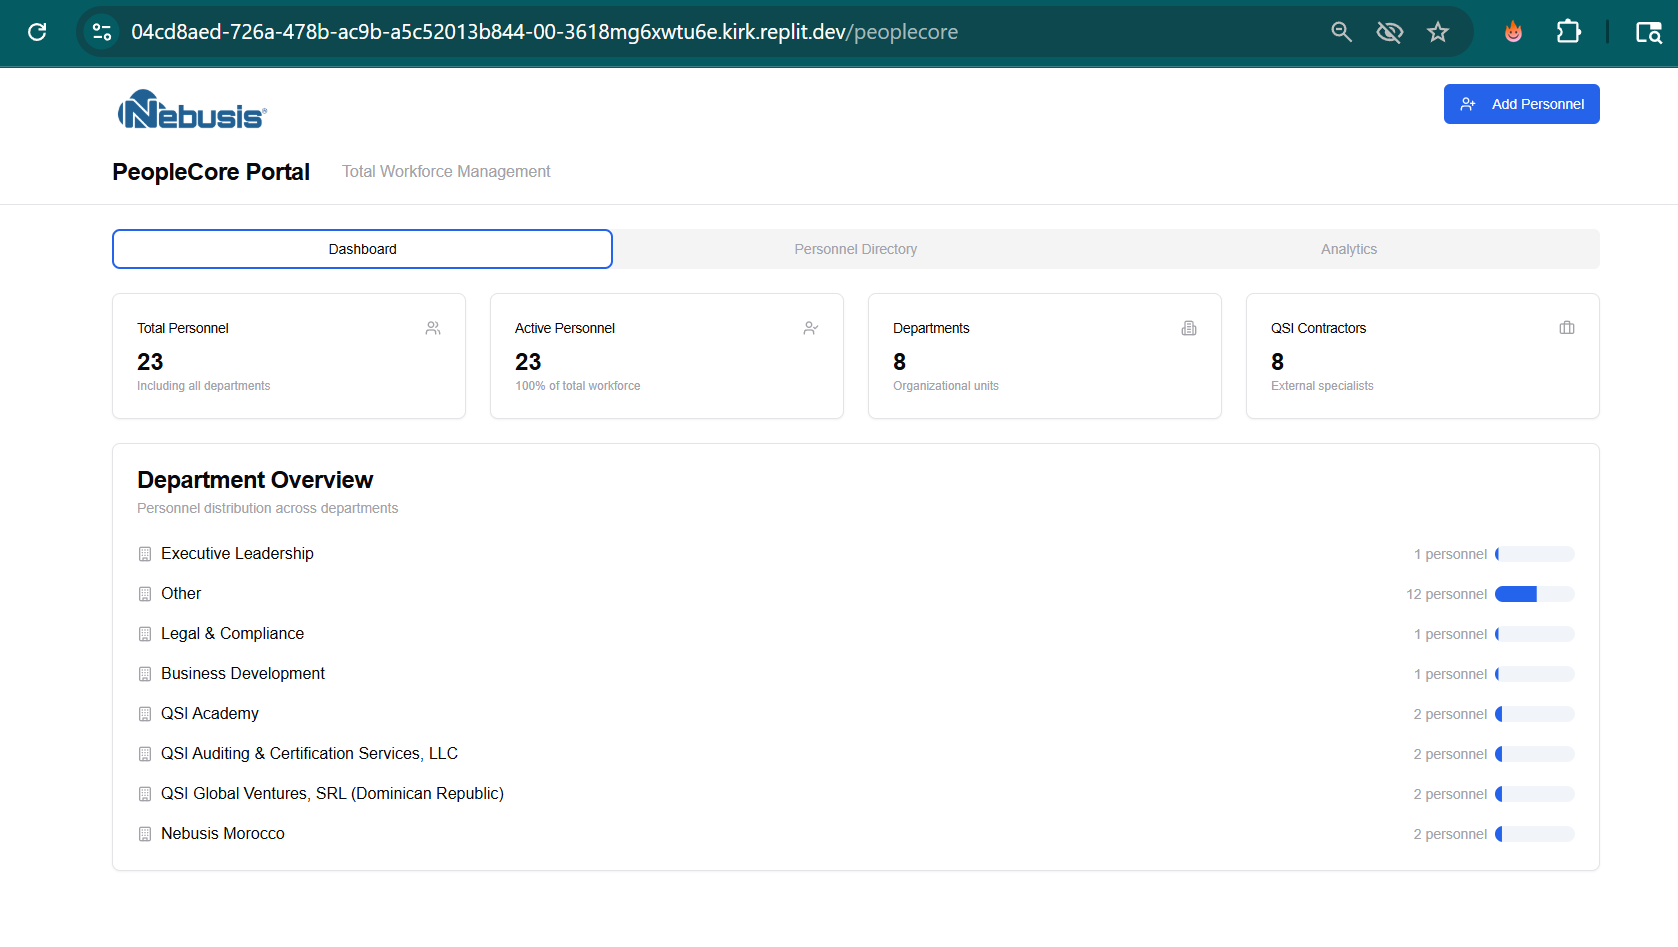 04cd8aed-726a-478b-ac9b-a5c52013b844-00-3618mg6xwtu6e.kirk.replit.dev/peoplecore
Nebusis®
Add Personnel
PeopleCore Portal Total Workforce Management
Dashboard Personnel Directory Analytics
Total Personnel Active Personnel Departments QSI Contractors
23 23 8 8
Including all departments 100% of total workforce Organizational units External specialists
Department Overview
Personnel distribution across departments
Executive Leadership 1 personnel
Other 12 personnel
Legal & Compliance 1 personnel
Business Development 1 personnel
QSI Academy 2 personnel
QSI Auditing & Certification Services, LLC 2 personnel
QSI Global Ventures, SRL (Dominican Republic) 2 personnel
Nebusis Morocco 2 personnel